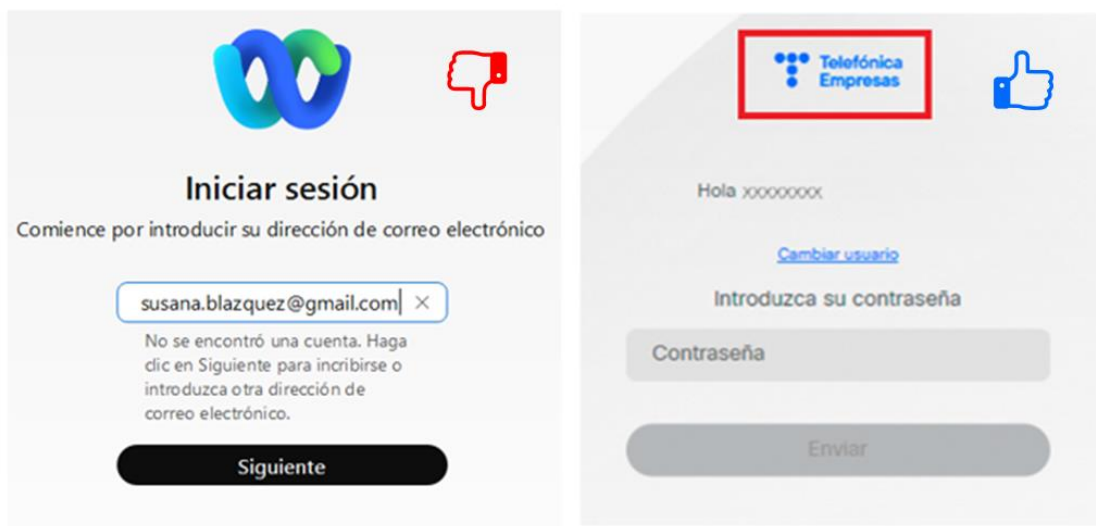 Iniciar sesión
Comience por introducir su dirección de correo electrónico
susana.blazquez@gmail.com
No se encontró una cuenta. Haga
clic en Siguiente para incribirse o
introduzca otra dirección de
correo electrónico.
Siguiente
Telefónica
Empresas
Hola xxxxxxxxx
Cambiar usuario
Introduzca su contraseña
Contraseña
Enviar